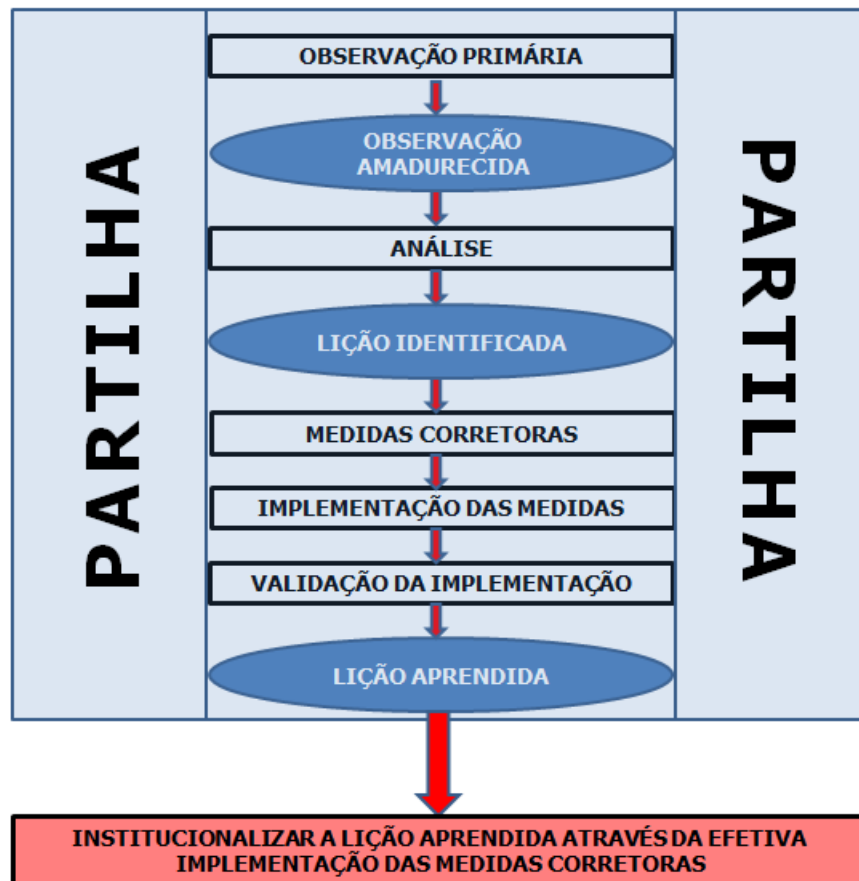 PARTILHA
OBSERVAÇÃO PRIMÁRIA
OBSERVAÇÃO
AMADURECIDA
ANÁLISE
LIÇÃO IDENTIFICADA
MEDIDAS CORRETORAS
IMPLEMENTAÇÃO DAS MEDIDAS
VALIDAÇÃO DA IMPLEMENTAÇÃO
LIÇÃO APRENDIDA
PARTILHA
INSTITUCIONALIZAR A LIÇÃO APRENDIDA ATRAVÉS DA EFETIVA
IMPLEMENTAÇÃO DAS MEDIDAS CORRETORAS